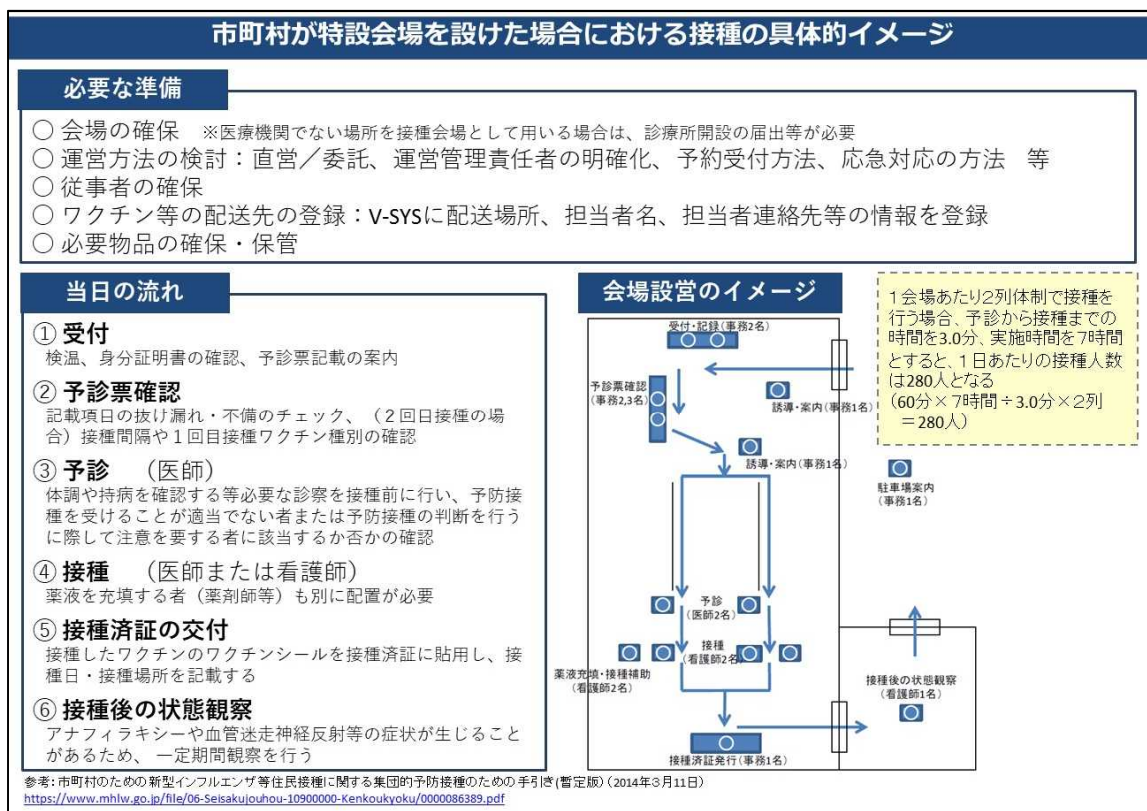 市町村が特設会場を設けた場合における接種の具体的イメージ
必要な準備
○ 会場の確保 ※医療機関でない場所を接種会場として用いる場合は、診療所開設の届出等が必要
○ 運営方法の検討：直営／委託、運営管理責任者の明確化、予約受付方法、応急対応の方法 等
○ 従事者の確保
○ ワクチン等の配送先の登録：V-SYSに配送場所、担当者名、担当者連絡先等の情報を登録
○ 必要物品の確保・保管
当日の流れ
① 受付
検温、身分証明書の確認、予診票記載の案内
② 予診票確認
記載項目の抜け漏れ・不備のチェック、（２回目接種の場
合）接種間隔や１回目接種ワクチン種別の確認
③ 予診 （医師）
体調や持病を確認する等必要な診察を接種前に行い、予防接
種を受けることが適当でない者または予防接種の判断を行う
に際して注意を要する者に該当するか否かの確認
④ 接種 （医師または看護師）
薬液を充填する者（薬剤師等）も別に配置が必要
⑤ 接種済証の交付
接種したワクチンのワクチンシールを接種済証に貼用し、接
種日・接種場所を記載する
⑥ 接種後の状態観察
アナフィラキシーや血管迷走神経反射等の症状が生じること
があるため、一定期間観察を行う
会場設営のイメージ
受付・記録（事務2名）
予診票確認
（事務2,3名）
誘導・案内（事務1名）
誘導・案内（事務1名）
駐車場案内
（事務1名）
予診
（医師2名）
接種
（看護師2名）
薬液充填・接種補助
（看護師2名）
接種後の状態観察
（看護師1名）
接種済証発行（事務1名）
１会場あたり２列体制で接種を
行う場合、予診から接種までの
時間を3.0分、実施時間を７時間
とすると、１日あたりの接種人数
は280人となる
（60分×７時間÷3.0分×２列
＝280人）
参考：市町村のための新型インフルエンザ等住民接種に関する集団的予防接種のための手引き（暫定版）（2014年３月11日）
https://www.mhlw.go.jp/file/06-Seisakujouhou-10900000-Kenkoukyoku/0000086389.pdf